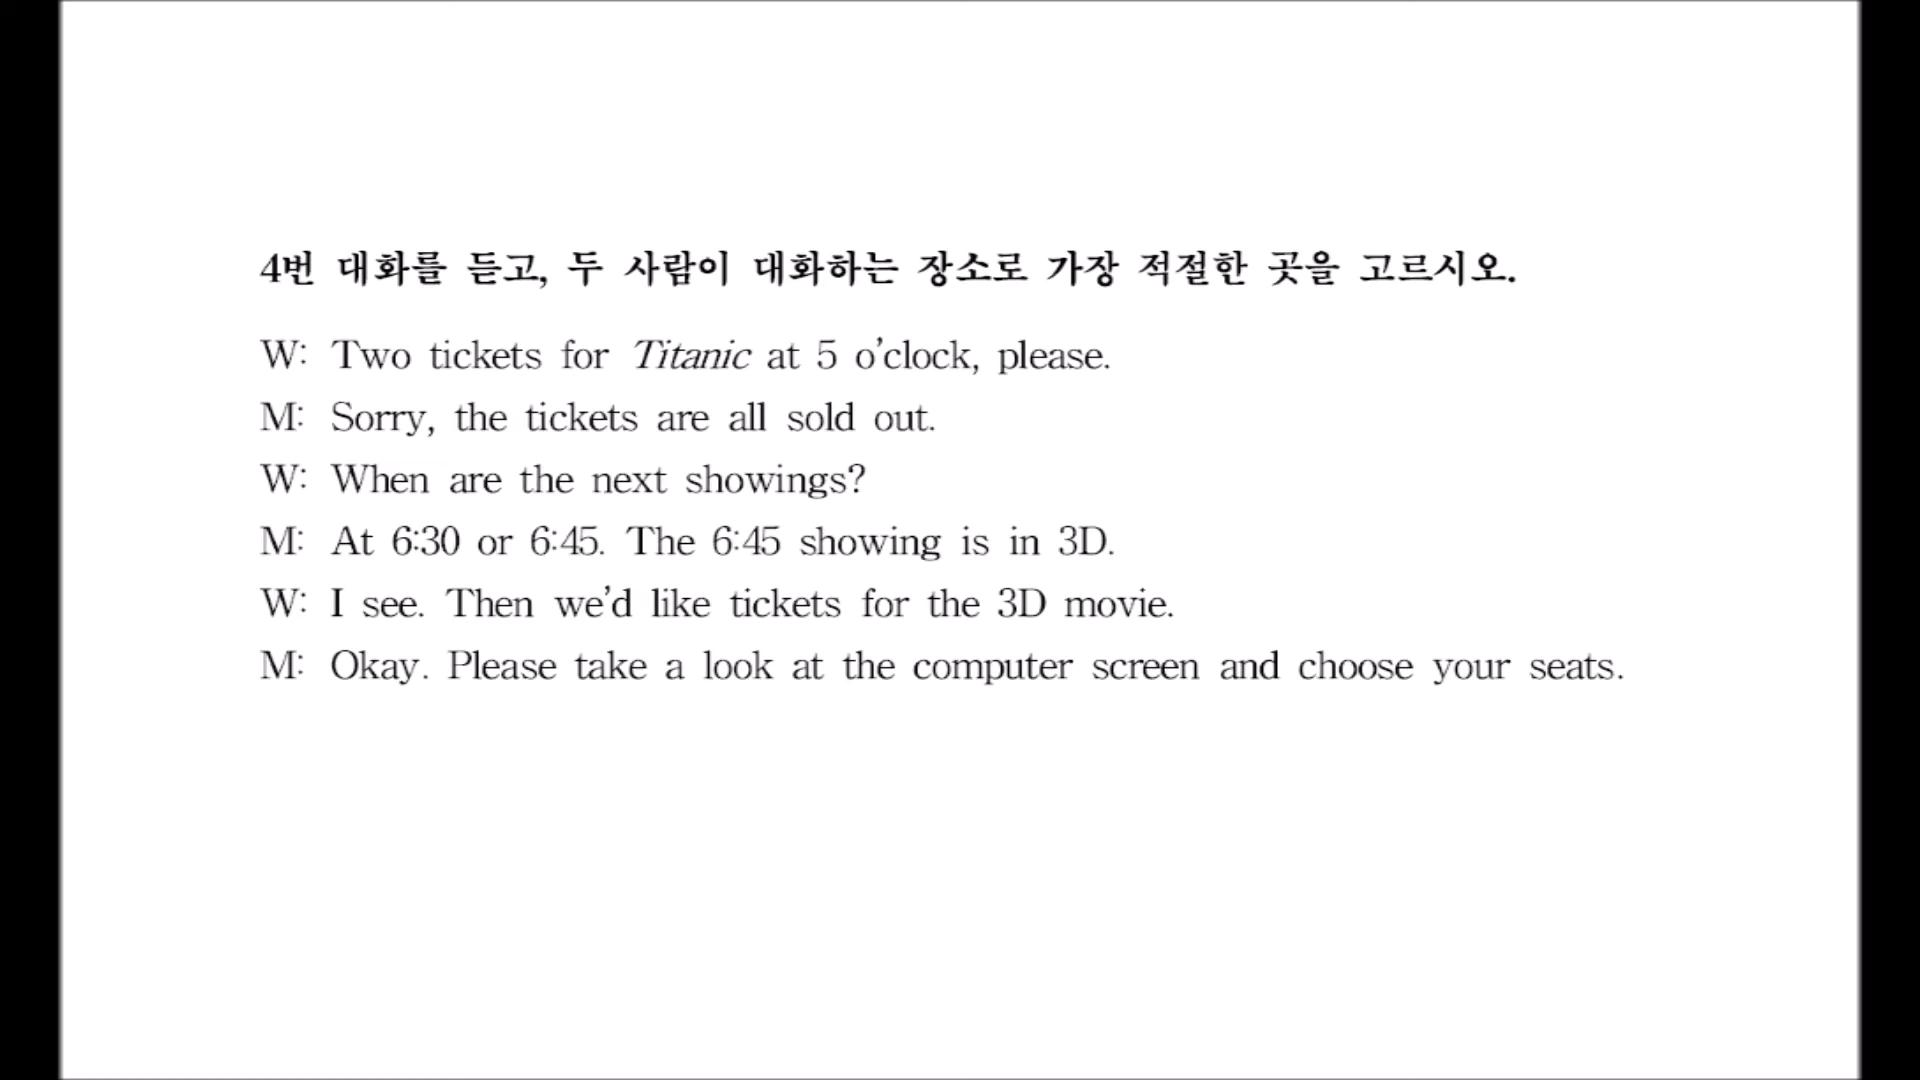 4번 대화를 듣고, 두 사람이 대화하는 장소로 가장 적절한 곳을 고르시오.
W: Two tickets for Titanic at 5 o’clock, please.
M: Sorry, the tickets are all sold out.
W: When are the next showings?
M: At 6:30 or 6:45. The 6:45 showing is in 3D.
W: I see. Then we’d like tickets for the 3D movie.
M: Okay. Please take a look at the computer screen and choose your seats.